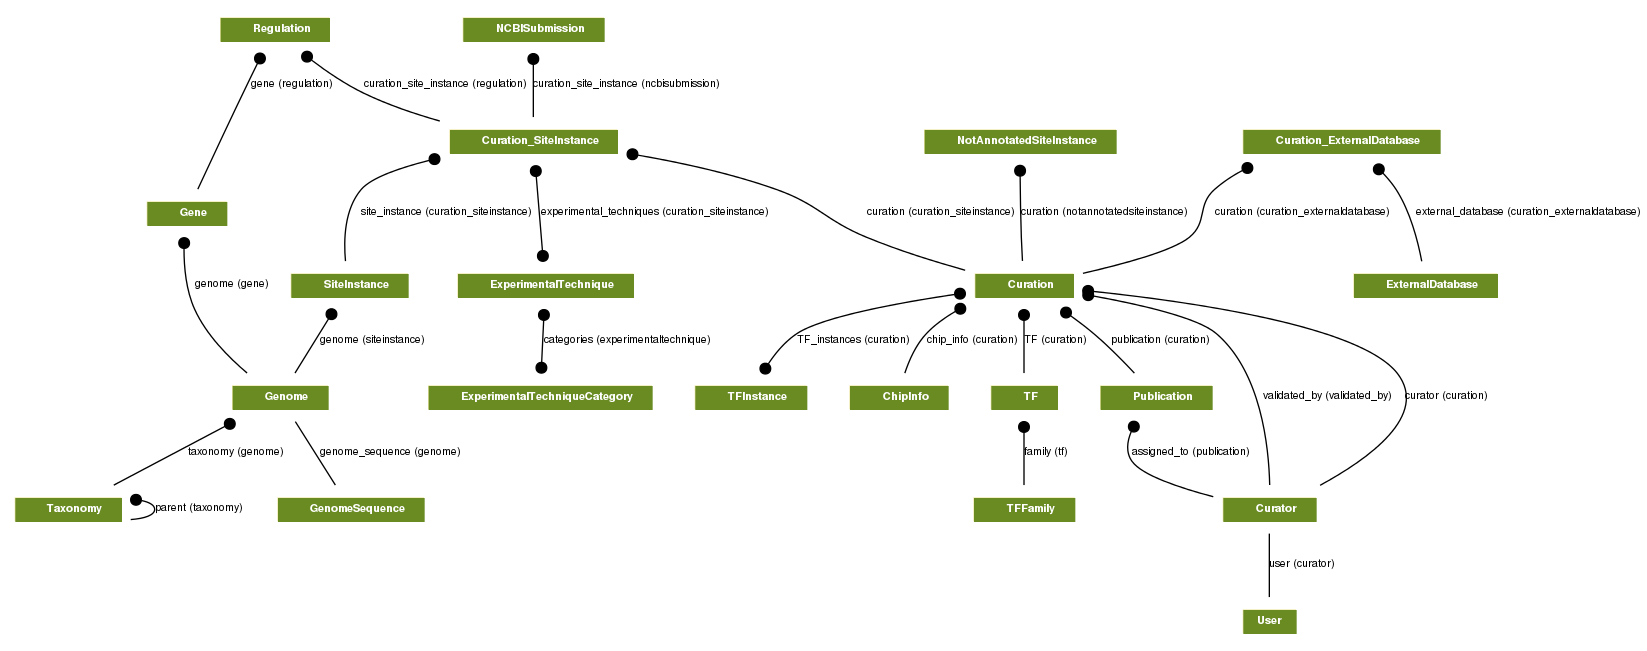 Regulation
NCBISubmission
gene (regulation)
curation_site_instance (regulation)
curation_site_instance (ncbisubmission)
Curation_SiteInstance
NotAnnotatedSiteInstance
Curation_ExternalDatabase
Gene
site_instance (curation_siteinstance)
experimental_techniques (curation_siteinstance)
curation (curation_siteinstance)
curation (notannotatedsiteinstance)
curation (curation_externaldatabase)
external_database (curation_externaldatabase)
genome (gene)
SiteInstance
ExperimentalTechnique
Curation
ExternalDatabase
genome (siteinstance)
categories (experimentaltechnique)
TF_instances (curation)
chip_info (curation)
TF (curation)
publication (curation)
Genome
ExperimentalTechniqueCategory
TFInstance
ChipInfo
TF
Publication
validated_by (validated_by)
curator (curation)
taxonomy (genome)
genome_sequence (genome)
family (tf)
assigned_to (publication)
Taxonomy
parent (taxonomy)
GenomeSequence
TFFamily
Curator
user (curator)
User